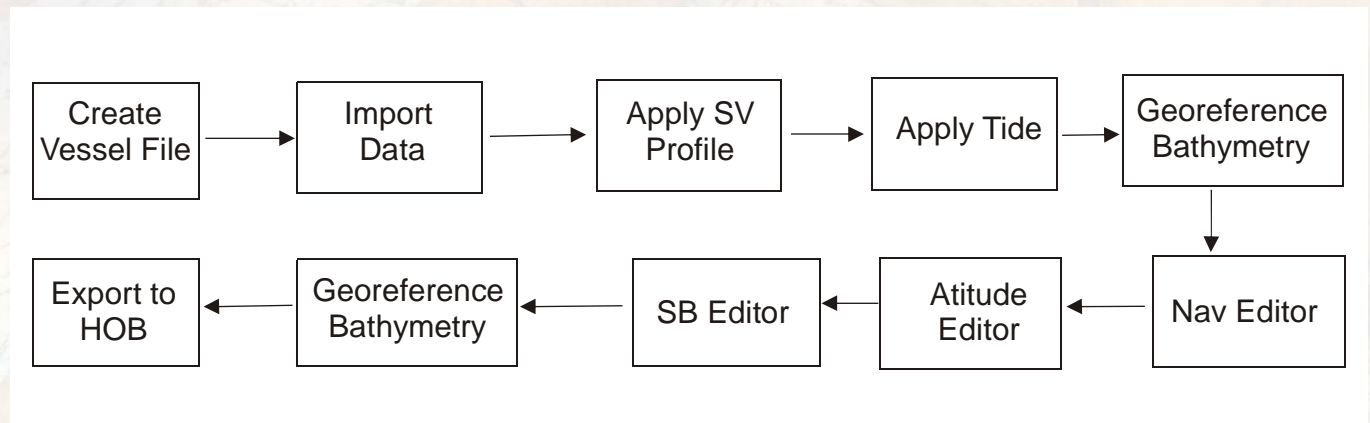 Create
Vessel File
Import
Data
Apply SV
Profile
Apply Tide
Georeference
Bathymetry
Nav Editor
Atitude
Editor
SB Editor
Georeference
Bathymetry
Export to
HOB